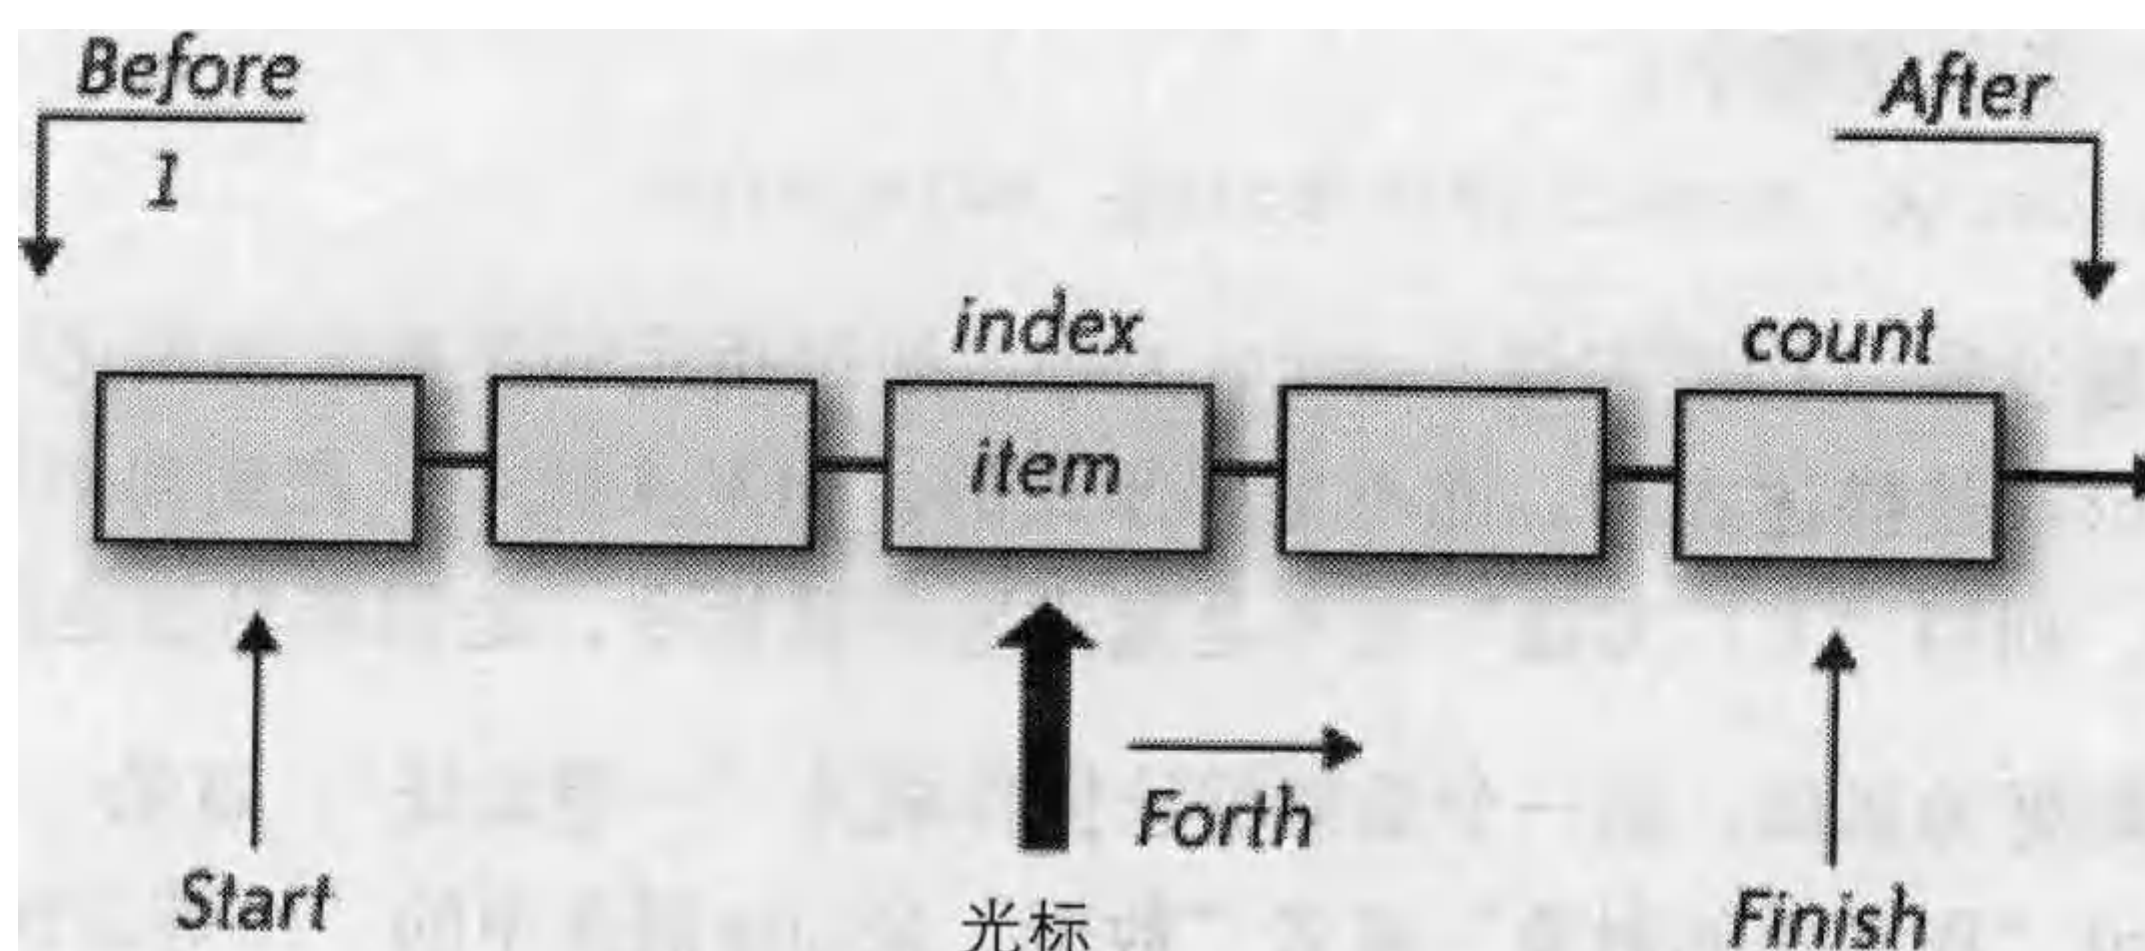 Before
After
1
index
count
item
Forth
Start
光标
Finish